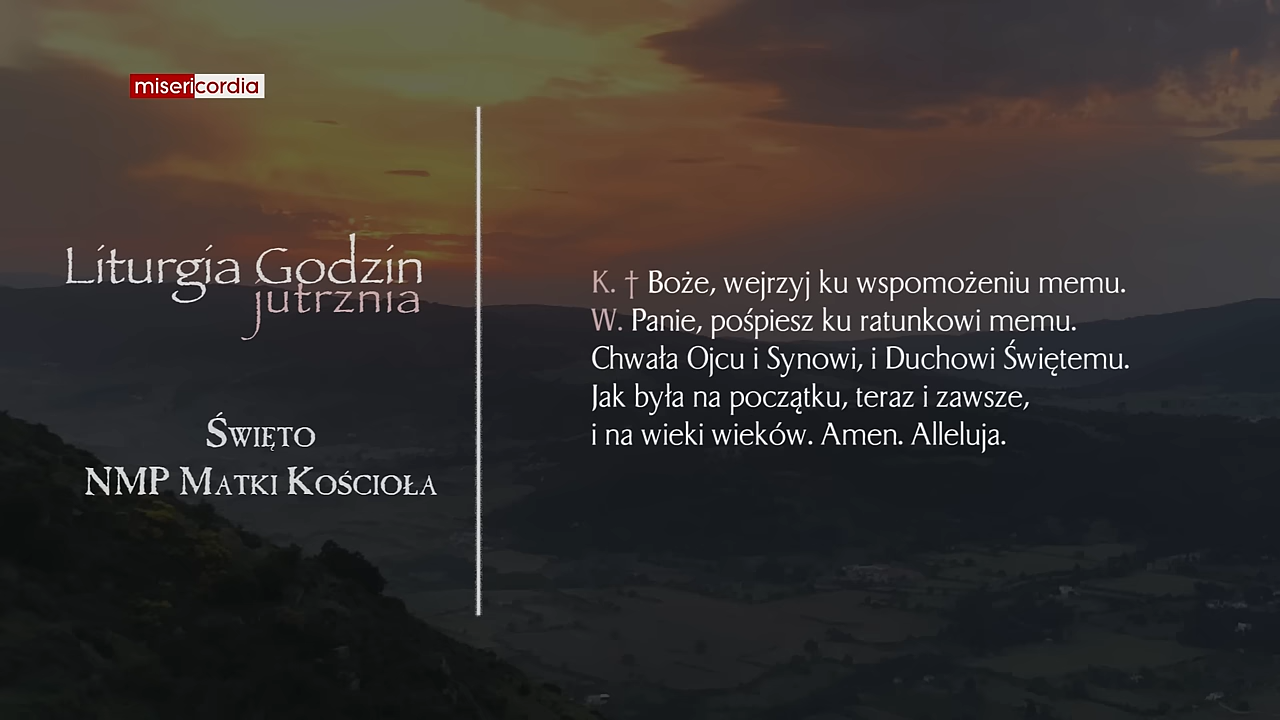 misericordia
Liturgia Godzin
jutrznia
Święto
NMP Matki Kościoła
K. † Boże, wejrzyj ku wspomożeniu memu.
W. Panie, pośpiesz ku ratunkowi memu.
Chwała Ojcu i Synowi, i Duchowi Świętemu.
Jak była na początku, teraz i zawsze,
i na wieki wieków. Amen. Alleluja.